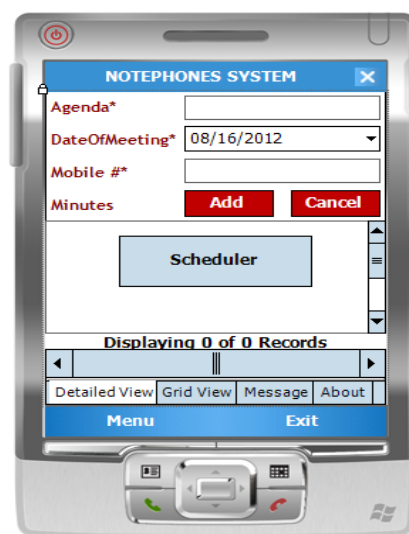 NOTEPHONES SYSTEM
Agenda*
DateOfMeeting* 08/16/2012
Mobile #*
Minutes Add Cancel
Scheduler
Displaying 0 of 0 Records
Detailed View Grid View Message About
Menu Exit